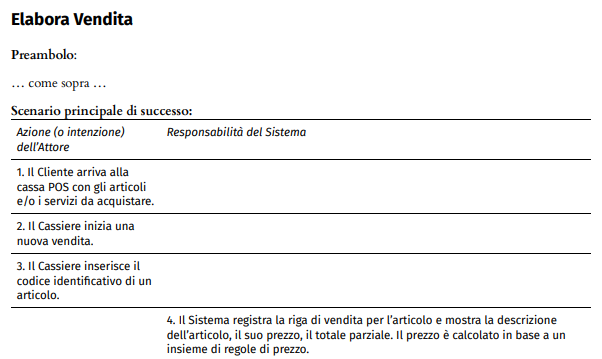 Elabora Vendita
Preambolo:
… come sopra …
Scenario principale di successo:
Azione (o intenzione) Responsabilità del Sistema
dell’Attore
1. Il Cliente arriva alla
cassa POS con gli articoli
e/o i servizi da acquistare.
2. Il Cassiere inizia una
nuova vendita.
3. Il Cassiere inserisce il
codice identificativo di un
articolo.
4. Il Sistema registra la riga di vendita per l’articolo e mostra la descrizione
dell’articolo, il suo prezzo, il totale parziale. Il prezzo è calcolato in base a un
insieme di regole di prezzo.